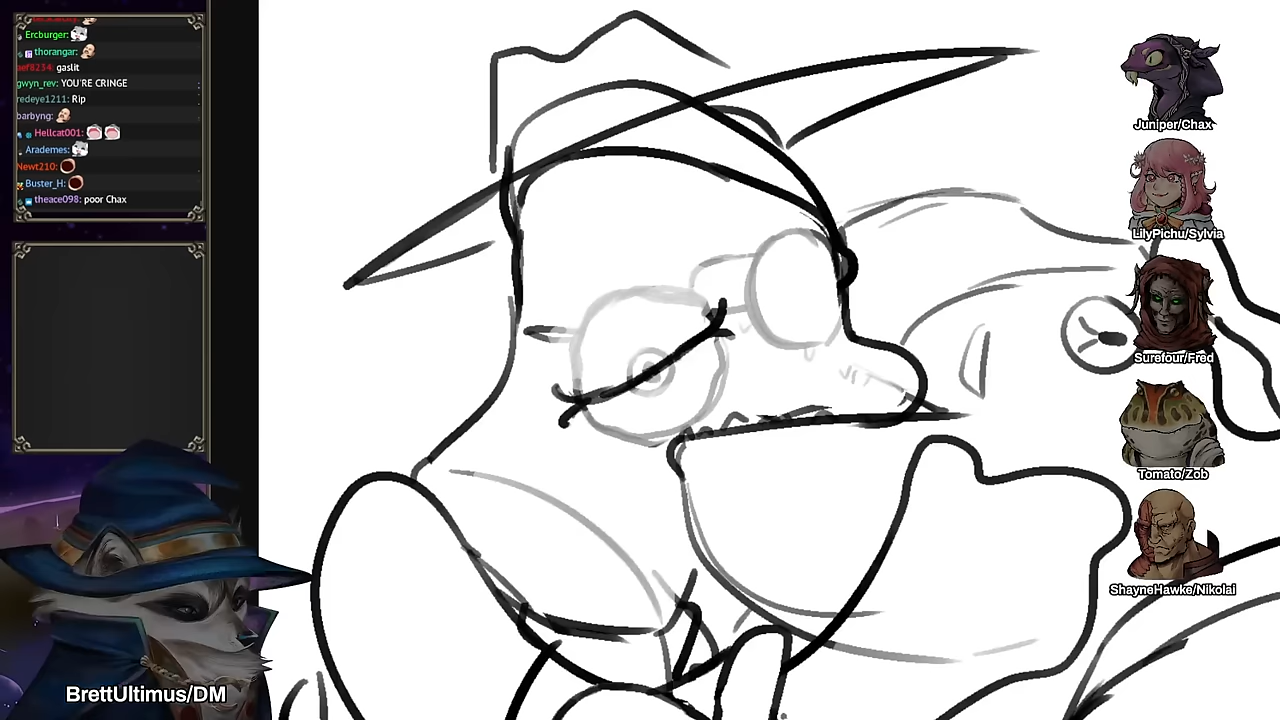 Ercburger:
thorangar:
aef8234: gaslit
gwyn_rev: YOU'RE CRINGE
redeye1211: Rip
barbyng:
Hellcat001:
Arademes:
Newt210:
Buster_H:
theace098: poor Chax
BrettUltimus/DM
Juniper/Chax
LilyPichu/Sylvia
Surefour/Fred
Tomato/Zob
ShayneHawke/Nikolai